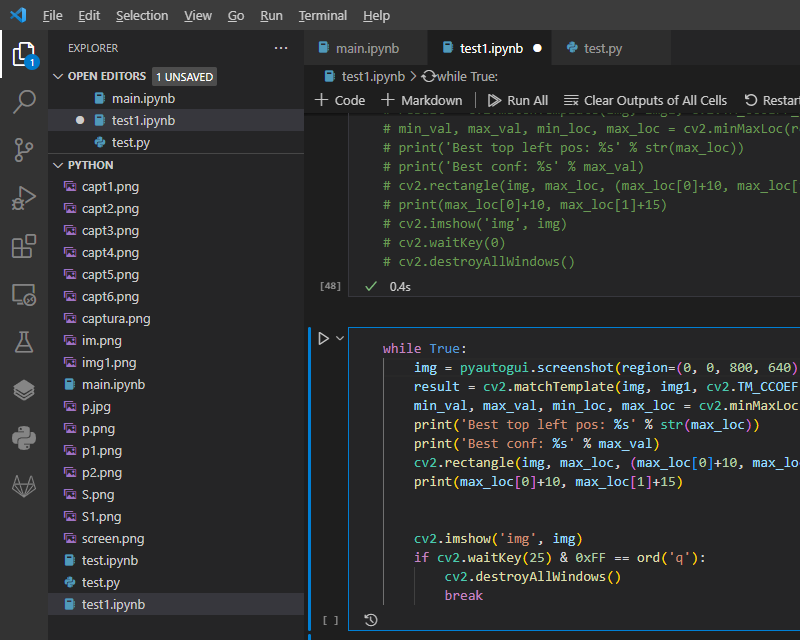 File Edit Selection View Go Run Terminal Help
EXPLORER ...
main.ipynb test1.ipynb test.py
OPEN EDITORS 1 UNSAVED
main.ipynb
test1.ipynb
test.py
PYTHON
capt1.png
capt2.png
capt3.png
capt4.png
capt5.png
capt6.png
captura.png
im.png
img1.png
main.ipynb
p.jpg
p.png
p1.png
p2.png
S.png
S1.png
screen.png
test.ipynb
test.py
test1.ipynb
1
test1.ipynb > while True:
+ Code + Markdown Run All Clear Outputs of All Cells Restart
# min_val, max_val, min_loc, max_loc = cv2.minMaxLoc(re
# print('Best top left pos: %s' % str(max_loc))
# print('Best conf: %s' % max_val)
# cv2.rectangle(img, max_loc, (max_loc[0]+10, max_loc[
# print(max_loc[0]+10, max_loc[1]+15)
# cv2.imshow('img', img)
# cv2.waitKey(0)
# cv2.destroyAllWindows()
[48] 0.4s
while True:
img = pyautogui.screenshot(region=(0, 0, 800, 640)
result = cv2.matchTemplate(img, img1, cv2.TM_CCOEF
min_val, max_val, min_loc, max_loc = cv2.minMaxLoc
print('Best top left pos: %s' % str(max_loc))
print('Best conf: %s' % max_val)
cv2.rectangle(img, max_loc, (max_loc[0]+10, max_lo
print(max_loc[0]+10, max_loc[1]+15)
cv2.imshow('img', img)
if cv2.waitKey(25) & 0xFF == ord('q'):
cv2.destroyAllWindows()
break
[ ]